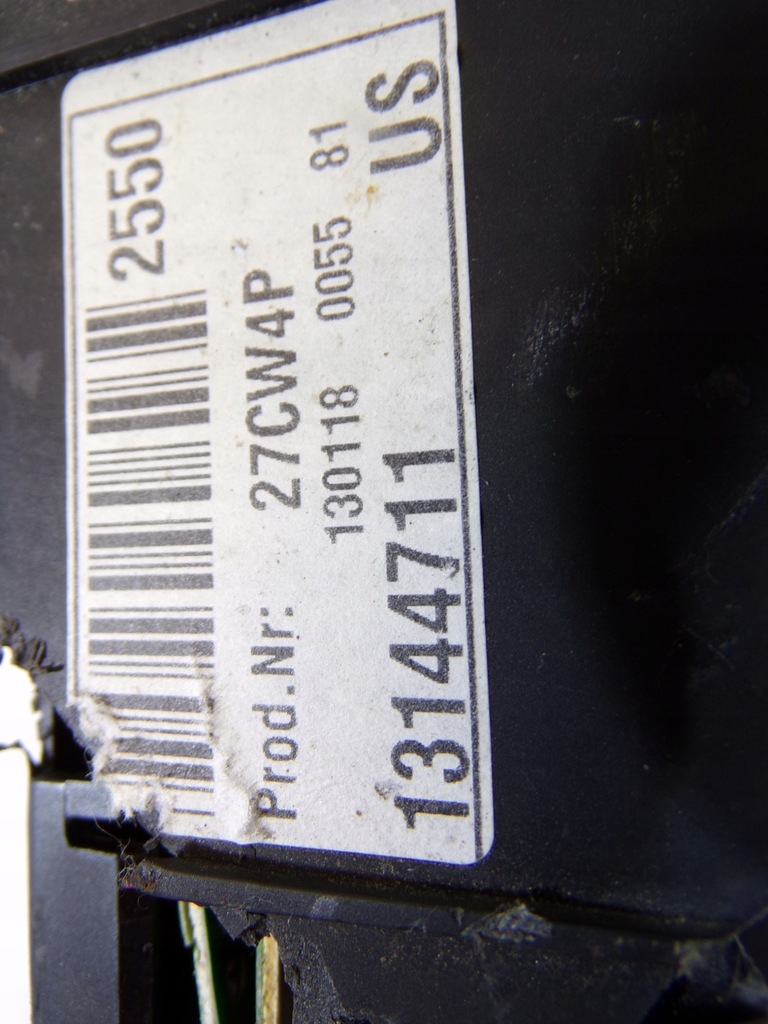 2550
Prod.Nr: 27CW4P
130118 0055 81
13144711 US